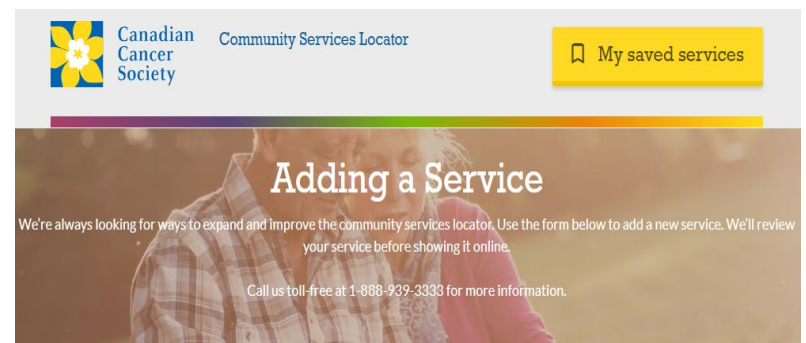 Canadian
Cancer
Society
Community Services Locator
My saved services
Adding a Service
We're always looking for ways to expand and improve the community services locator. Use the form below to add a new service. We'll review
your service before showing it online.
Call us toll-free at 1-888-939-3333 for more information.